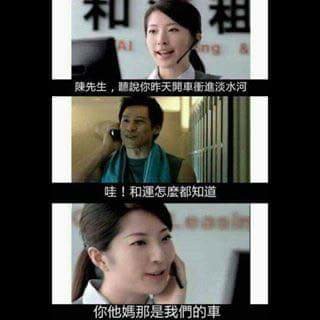 和 租
陳先生，聽說你昨天開車衝進淡水河
哇！和運怎麼都知道
easing
你他媽那是我們的車